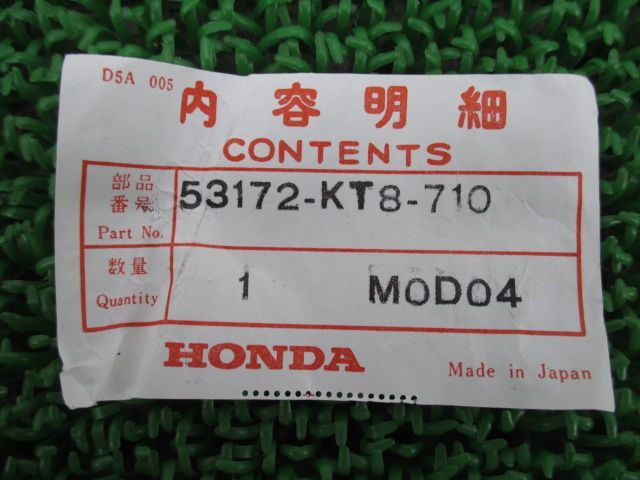 D5A 005
内容明細
CONTENTS
部品番号 53172-KT8-710
Part No.
数量
Quantity 1 M0D04
HONDA
Made in Japan